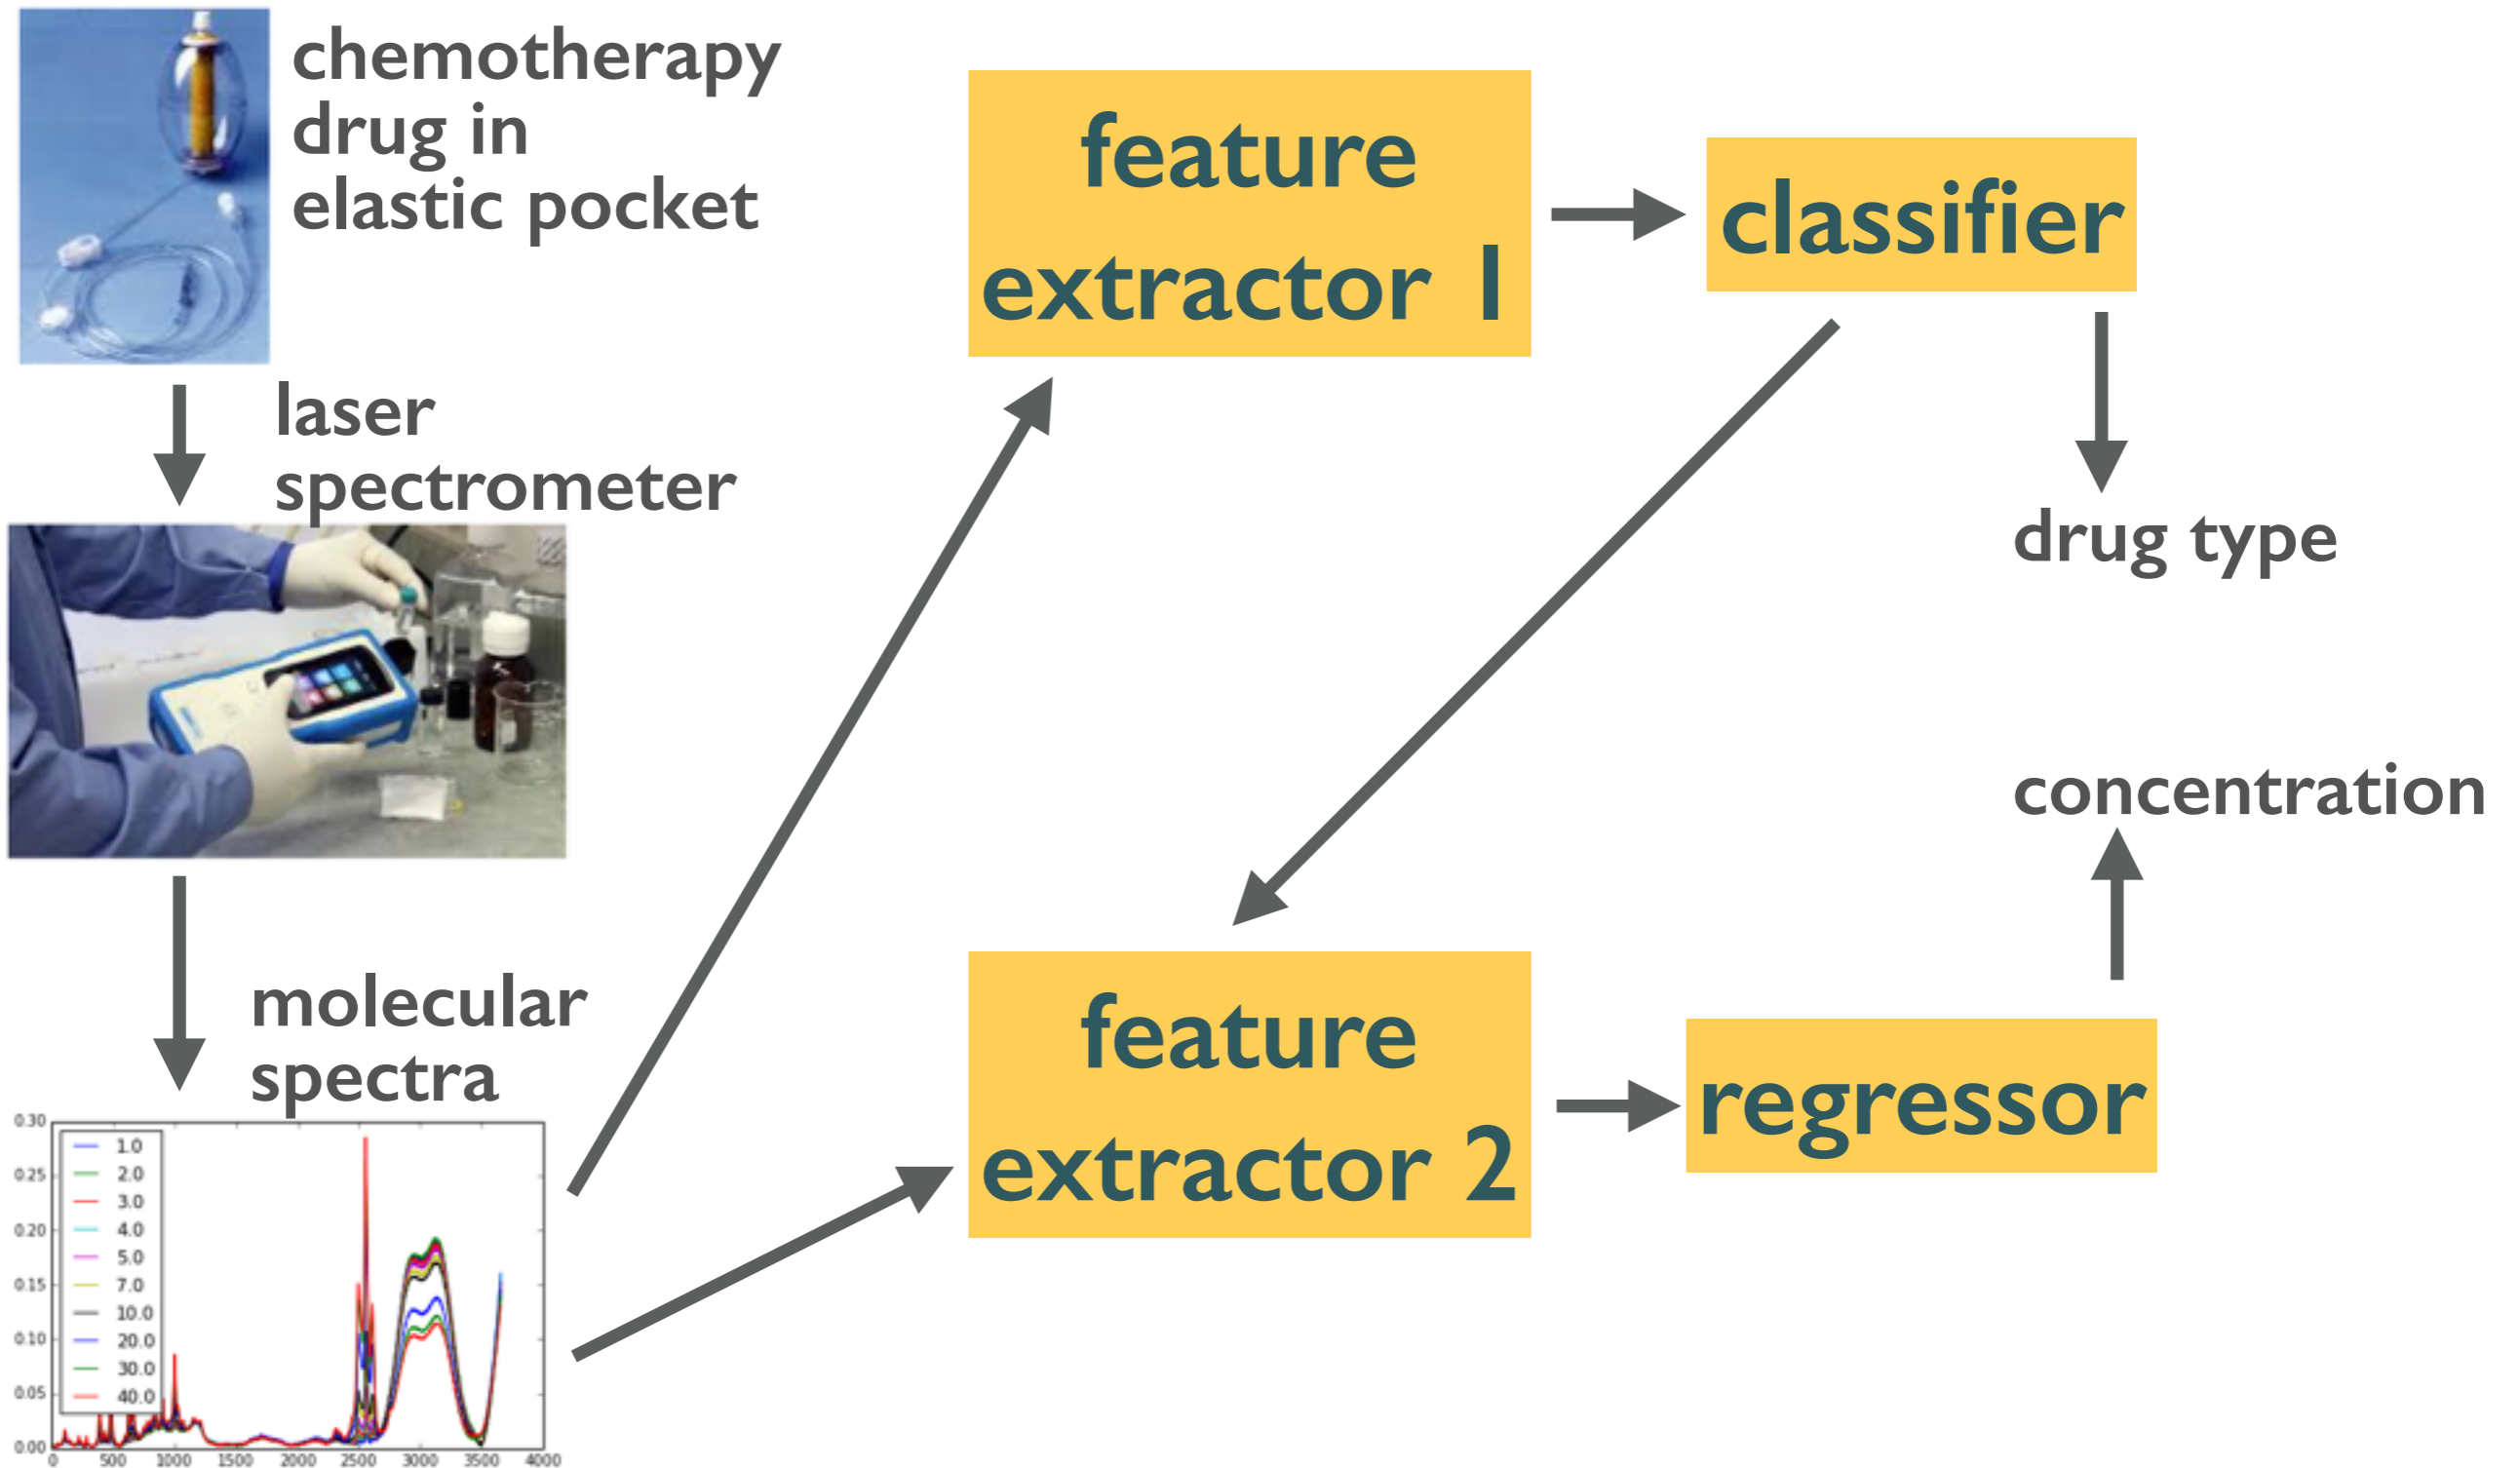 chemotherapy
drug in
elastic pocket
laser
spectrometer
molecular
spectra
0.30
0.25
0.20
0.15
0.10
0.05
0.00
1.0
2.0
3.0
4.0
5.0
7.0
10.0
20.0
30.0
40.0
0 500 1000 1500 2000 2500 3000 3500 4000
feature
extractor 1
classifier
drug type
feature
extractor 2
regressor
concentration